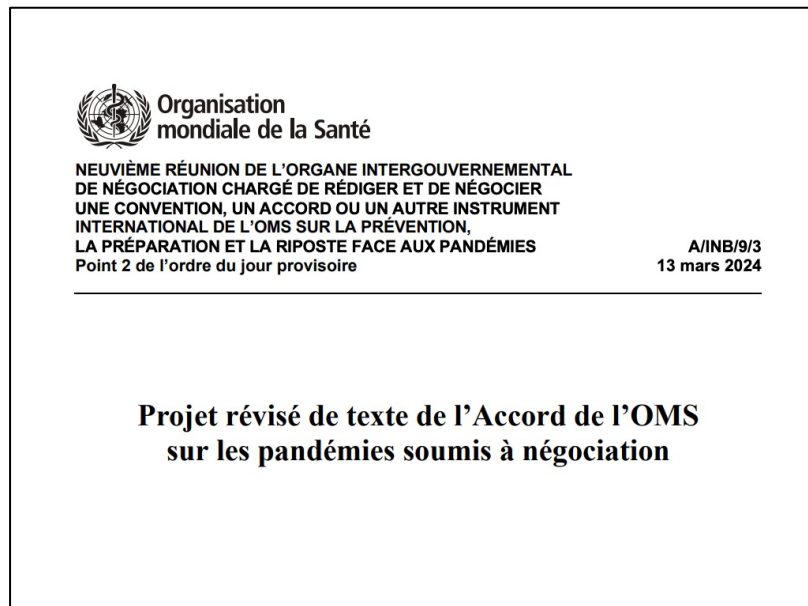 Organisation
mondiale de la Santé
NEUVIÈME RÉUNION DE L’ORGANE INTERGOUVERNEMENTAL
DE NÉGOCIATION CHARGÉ DE RÉDIGER ET DE NÉGOCIER
UNE CONVENTION, UN ACCORD OU UN AUTRE INSTRUMENT
INTERNATIONAL DE L’OMS SUR LA PRÉVENTION,
LA PRÉPARATION ET LA RIPOSTE FACE AUX PANDÉMIES A/INB/9/3
Point 2 de l’ordre du jour provisoire 13 mars 2024
Projet révisé de texte de l’Accord de l’OMS
sur les pandémies soumis à négociation